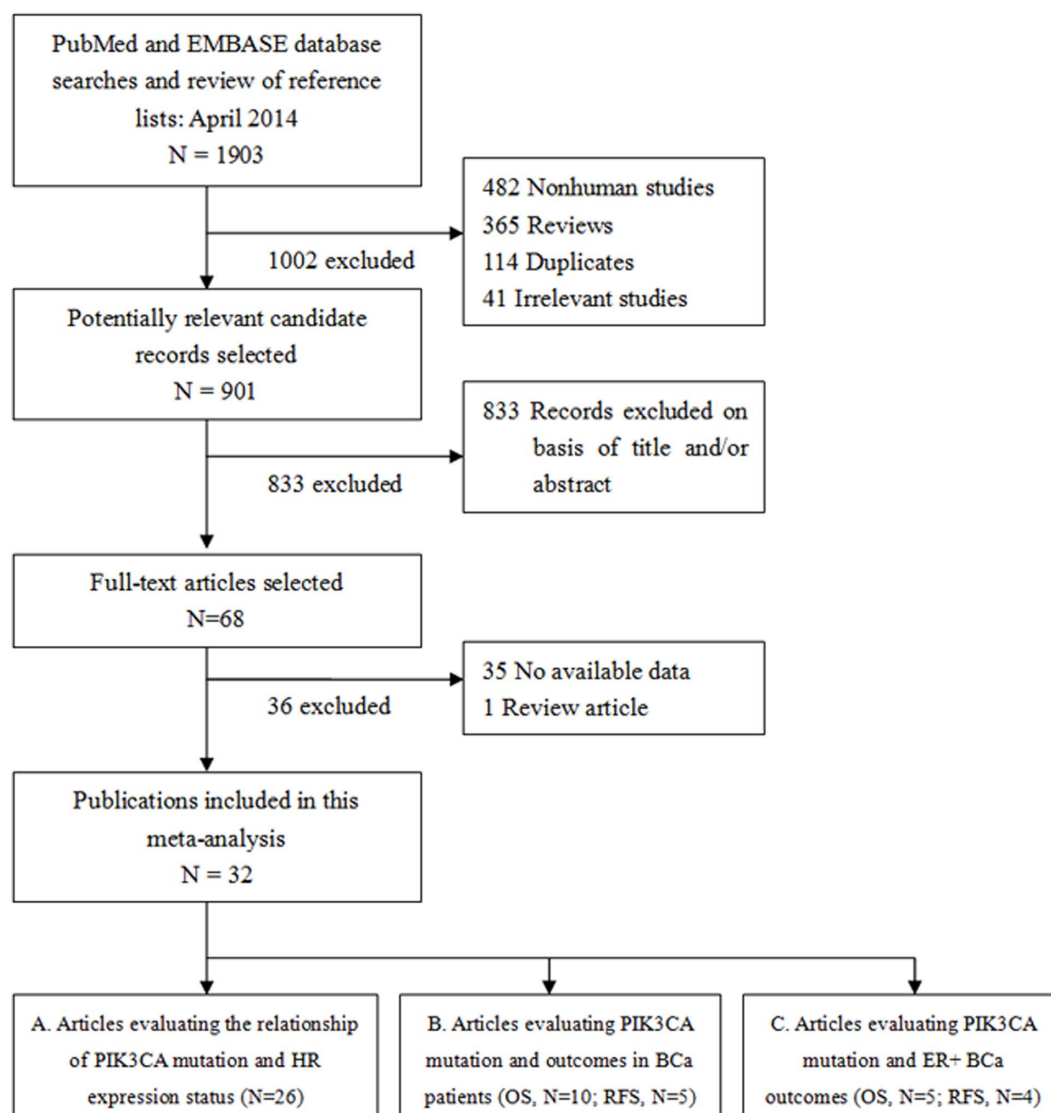 PubMed and EMBASE database
searches and review of reference
lists: April 2014
N = 1903
482 Nonhuman studies
365 Reviews
114 Duplicates
41 Irrelevant studies
1002 excluded
Potentially relevant candidate
records selected
N = 901
833 Records excluded on
basis of title and/or
abstract
833 excluded
Full-text articles selected
N=68
35 No available data
1 Review article
36 excluded
Publications included in this
meta-analysis
N = 32
A. Articles evaluating the relationship
of PIK3CA mutation and HR
expression status (N=26)
B. Articles evaluating PIK3CA
mutation and outcomes in BCa
patients (OS, N=10; RFS, N=5)
C. Articles evaluating PIK3CA
mutation and ER+ BCa
outcomes (OS, N=5; RFS, N=4)